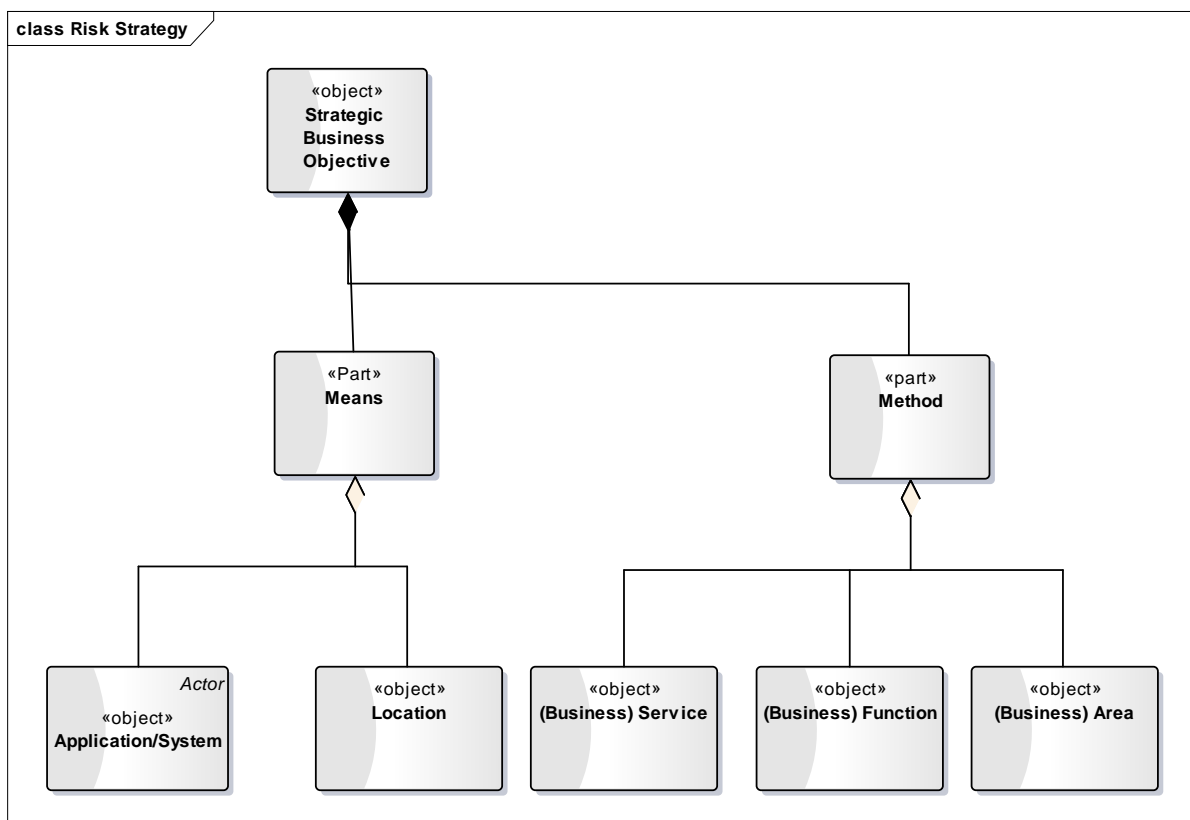 class Risk Strategy
«object»
Strategic
Business
Objective
«Part»
Means
«part»
Method
Actor
«object»
Application/System
«object»
Location
«object»
(Business) Service
«object»
(Business) Function
«object»
(Business) Area